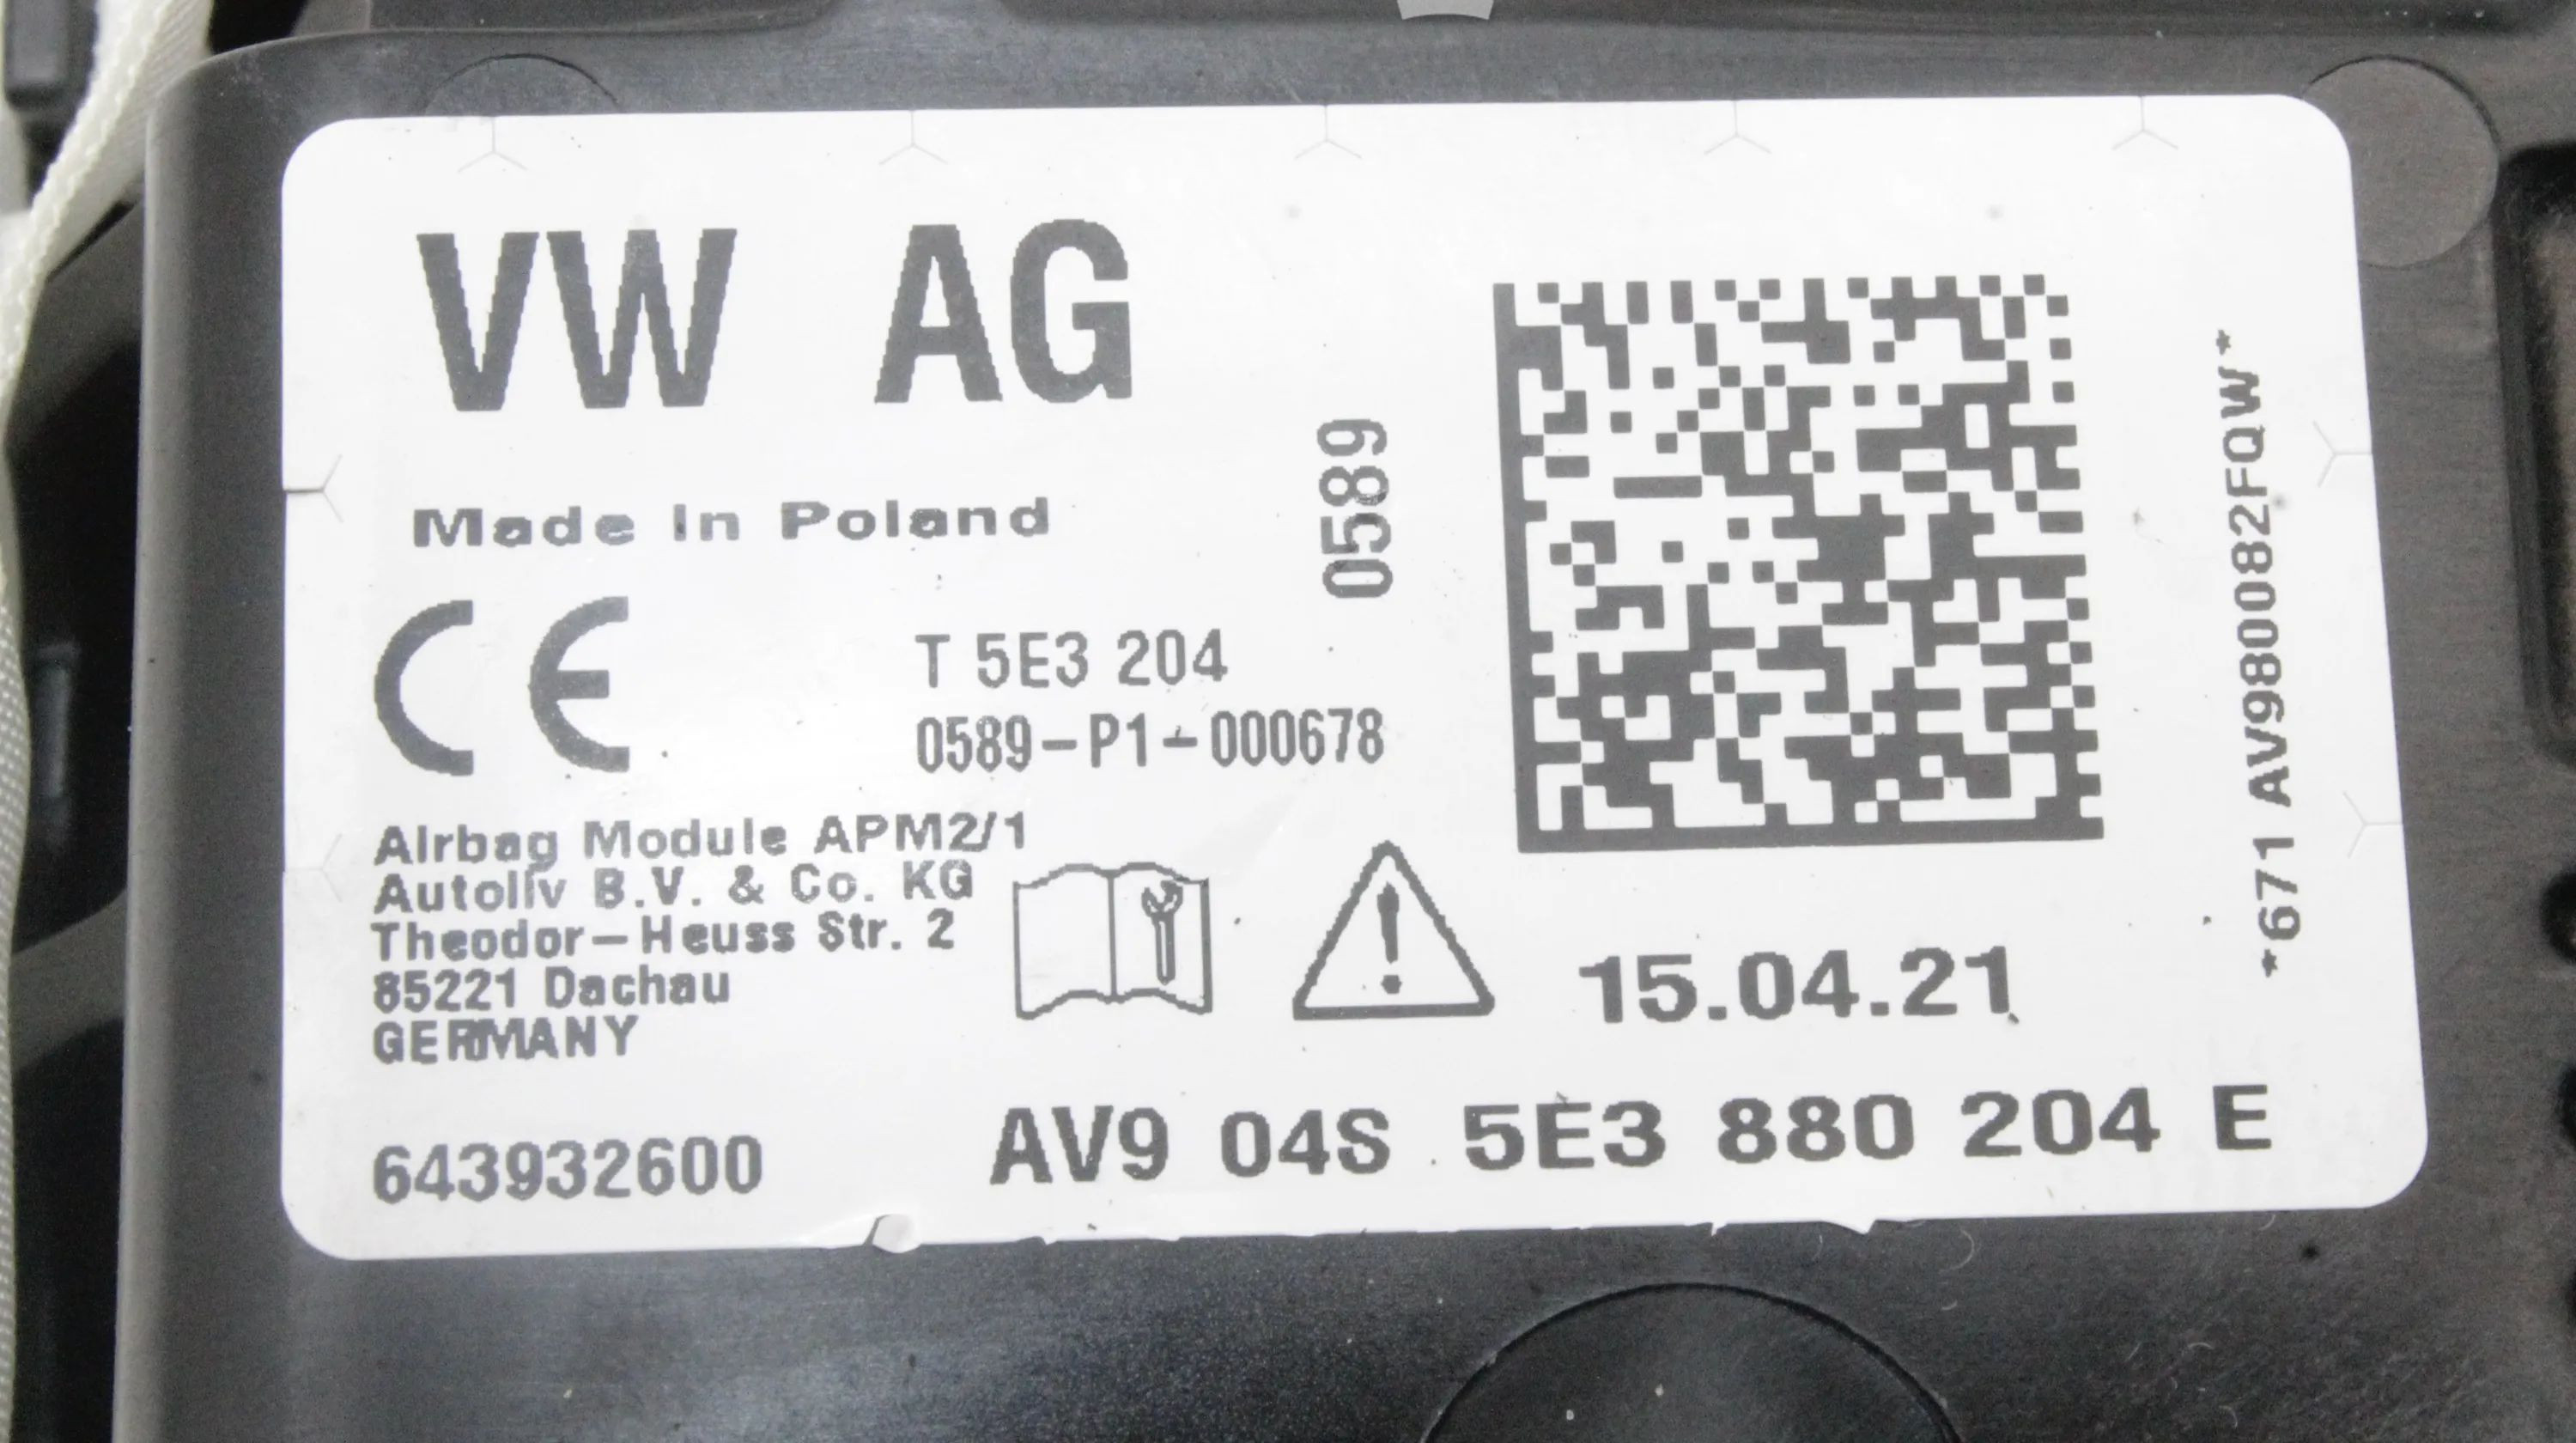 VW AG
Made in Poland
0589
CE
T 5E3 204
0589-P1-000678
Airbag Module APM2/1
Autoliv B.V. & Co. KG
Theodor-Heuss Str. 2
85221 Dachau
GERMANY
15.04.21
643932600
AV9 04S 5E3 880 204 E
*671 AV980082FQW*